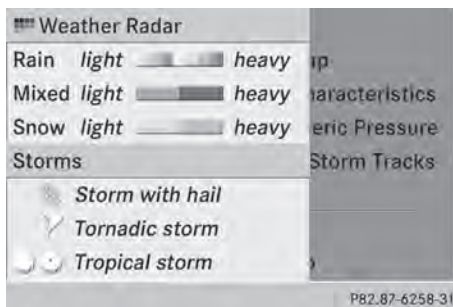 Weather Radar
Rain light heavy
Mixed light heavy
Snow light heavy
Storms
Storm with hail
Tornadic storm
Tropical storm
up
haracteristics
eric Pressure
Storm Tracks
P82.87-6258-31